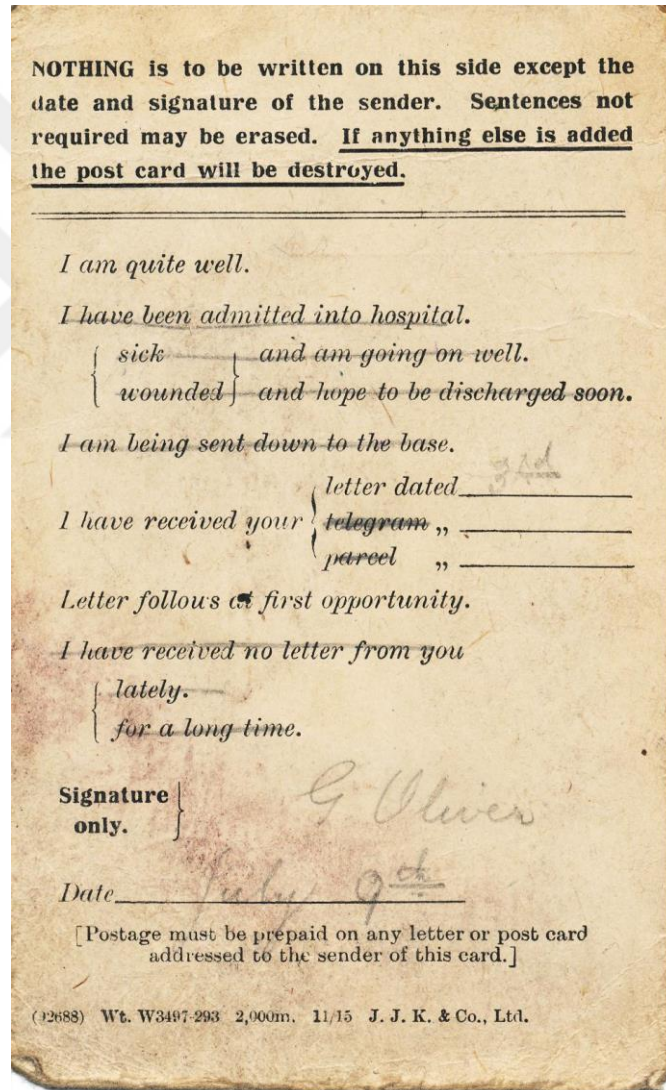 NOTHING is to be written on this side except the
date and signature of the sender. Sentences not
required may be erased. If anything else is added
the post card will be destroyed.
I am quite well.
I have been admitted into hospital.
sick and am going on well.
wounded and hope to be discharged soon.
I am being sent down to the base.
letter dated 3rd
I have received your telegram „
parcel „
Letter follows at first opportunity.
I have received no letter from you
lately.
for a long time.
Signature
only. G Oliver
Date July 9th
[Postage must be prepaid on any letter or post card
addressed to the sender of this card.]
Wt. W3497-293 2,000m. 11/15 J. J. K. & Co., Ltd.